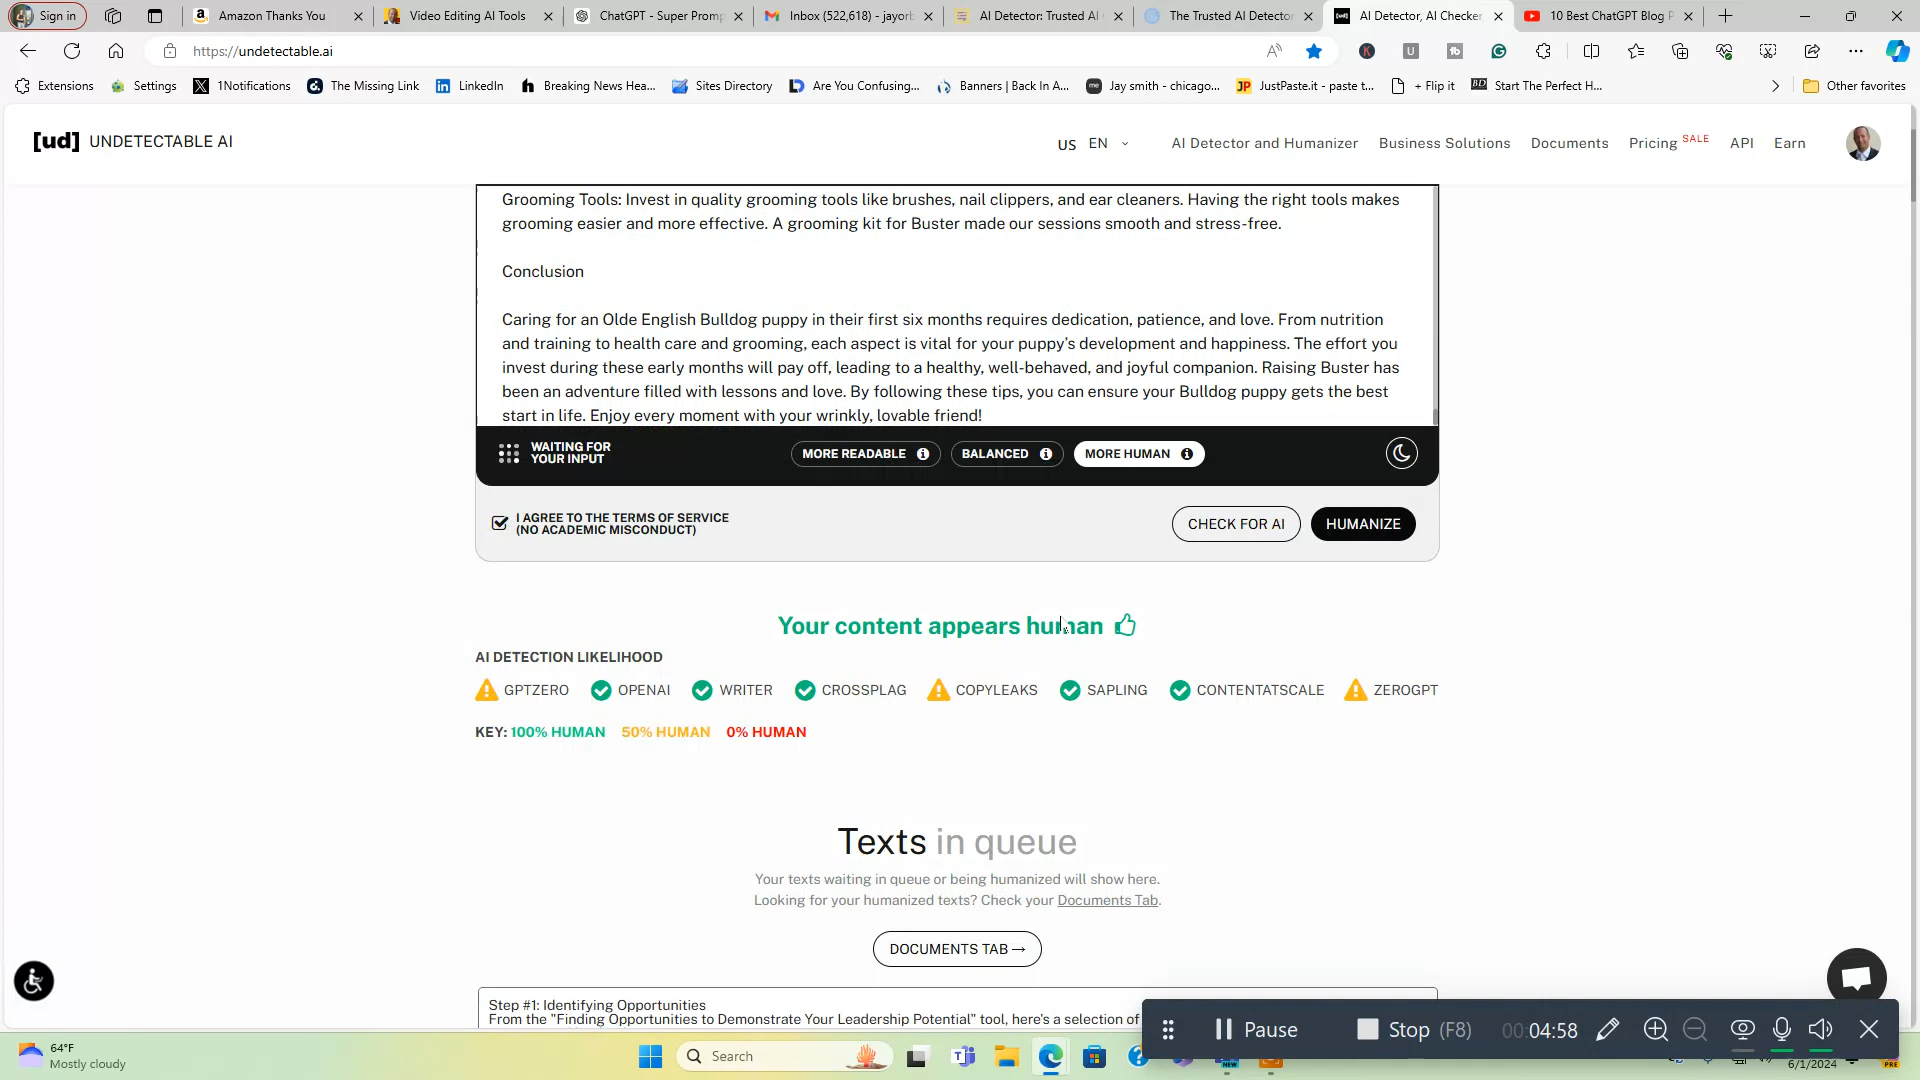 Sign in
Amazon Thanks You
Video Editing AI Tools
ChatGPT - Super Promp
Inbox (522,618) - jayorb
AI Detector: Trusted AI
The Trusted AI Detector
AI Detector, AI Checker
10 Best ChatGPT Blog P
https://undetectable.ai
Extensions
Settings
1Notifications
The Missing Link
LinkedIn
Breaking News Hea...
Sites Directory
Are You Confusing...
Banners | Back In A...
Jay smith - chicago...
JustPaste.it - paste t...
+ Flip it
Start The Perfect H...
Other favorites
[ud] UNDETECTABLE AI
US EN
AI Detector and Humanizer
Business Solutions
Documents
Pricing SALE
API
Earn
Grooming Tools: Invest in quality grooming tools like brushes, nail clippers, and ear cleaners. Having the right tools makes
grooming easier and more effective. A grooming kit for Buster made our sessions smooth and stress-free.
Conclusion
Caring for an Olde English Bulldog puppy in their first six months requires dedication, patience, and love. From nutrition
and training to health care and grooming, each aspect is vital for your puppy's development and happiness. The effort you
invest during these early months will pay off, leading to a healthy, well-behaved, and joyful companion. Raising Buster has
been an adventure filled with lessons and love. By following these tips, you can ensure your Bulldog puppy gets the best
start in life. Enjoy every moment with your wrinkly, lovable friend!
WAITING FOR
YOUR INPUT
MORE READABLE
BALANCED
MORE HUMAN
I AGREE TO THE TERMS OF SERVICE
(NO ACADEMIC MISCONDUCT)
CHECK FOR AI
HUMANIZE
Your content appears human
AI DETECTION LIKELIHOOD
GPTZERO
OPENAI
WRITER
CROSSPLAG
COPYLEAKS
SAPLING
CONTENTATSCALE
ZEROGPT
KEY: 100% HUMAN 50% HUMAN 0% HUMAN
Texts in queue
Your texts waiting in queue or being humanized will show here.
Looking for your humanized texts? Check your Documents Tab.
DOCUMENTS TAB →
Step #1: Identifying Opportunities
From the "Finding Opportunities to Demonstrate Your Leadership Potential" tool, here's a selection of
Pause
Stop (F8)
00:04:58
64°F
Mostly cloudy
Search
6/1/2024